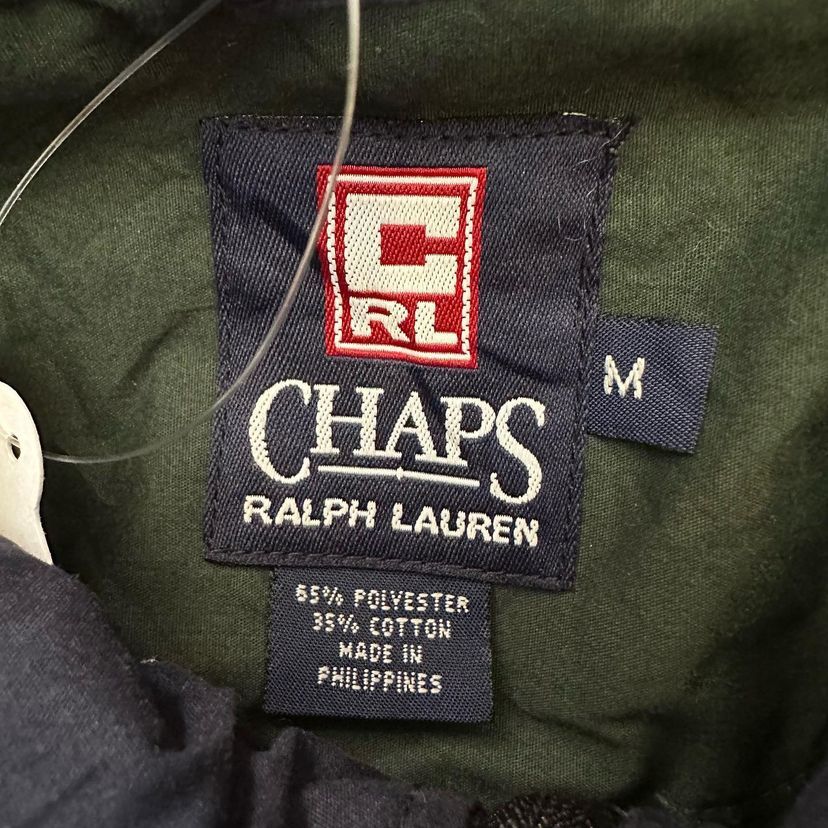 C
RL
CHAPS
RALPH LAUREN
M
65% POLYESTER
35% COTTON
MADE IN
PHILIPPINES